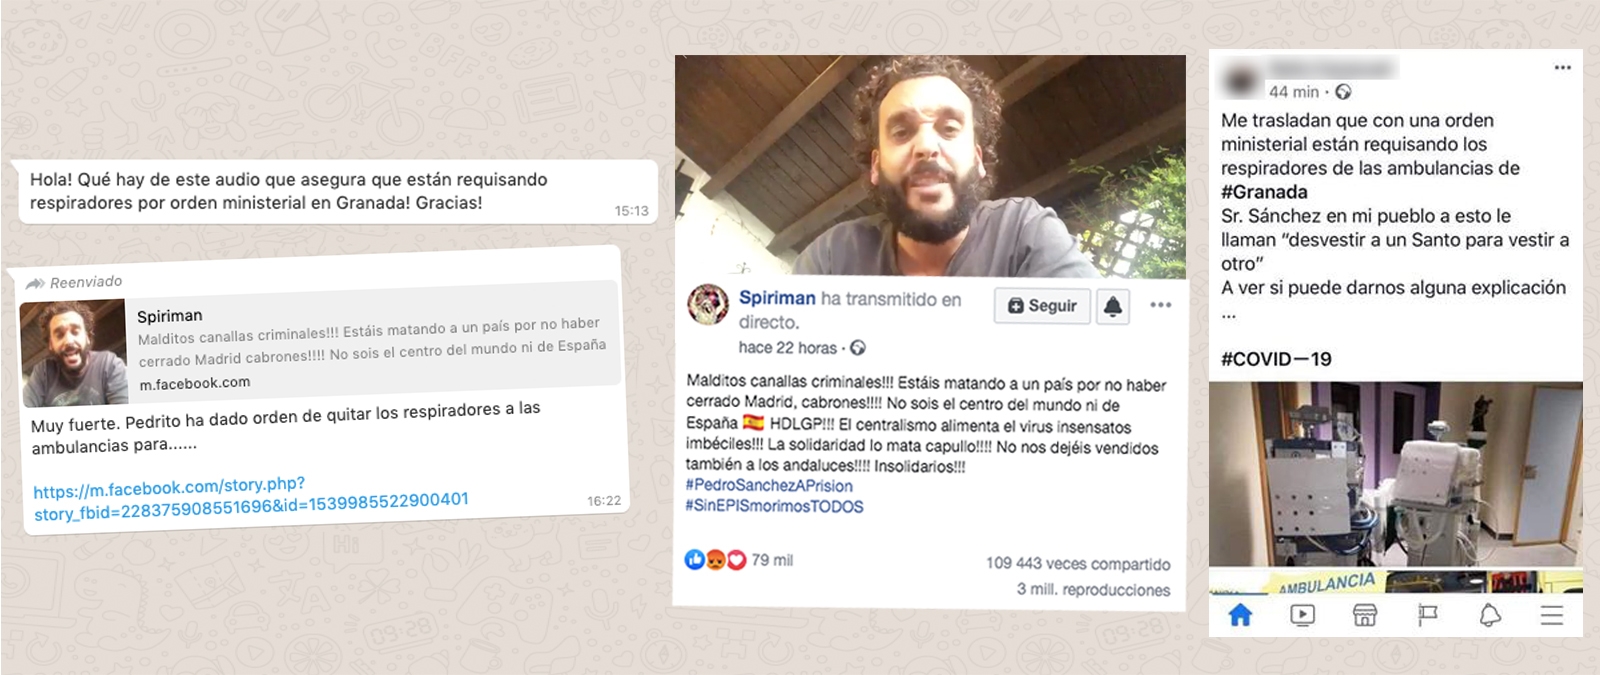 Hola! Qué hay de este audio que asegura que están requisando
respiradores por orden ministerial en Granada! Gracias!
15:13
Reenviado
Spiriman
Malditos canallas criminales!!! Estáis matando a un país por no haber
cerrado Madrid cabrones!!!! No sois el centro del mundo ni de España
m.facebook.com
Muy fuerte. Pedrito ha dado orden de quitar los respiradores a las
ambulancias para......
https://m.facebook.com/story.php?
story_fbid=228375908551696&id=1539985522900401
16:22
Spiriman ha transmitido en
directo.
hace 22 horas ·
Seguir
Malditos canallas criminales!!! Estáis matando a un país por no haber
cerrado Madrid, cabrones!!!! No sois el centro del mundo ni de
España 🇪🇸 HDLGP!!! El centralismo alimenta el virus insensatos
imbéciles!!! La solidaridad lo mata capullo!!!! No nos dejéis vendidos
también a los andaluces!!!! Insolidarios!!!
#PedroSanchezAPrision
#SinEPISmorimosTODOS
79 mil
109 443 veces compartido
3 mill. reproducciones
44 min ·
Me trasladan que con una orden
ministerial están requisando los
respiradores de las ambulancias de
#Granada
Sr. Sánchez en mi pueblo a esto le
llaman “desvestir a un Santo para vestir a
otro”
A ver si puede darnos alguna explicación
...
#COVID—19
AMBULANCIA